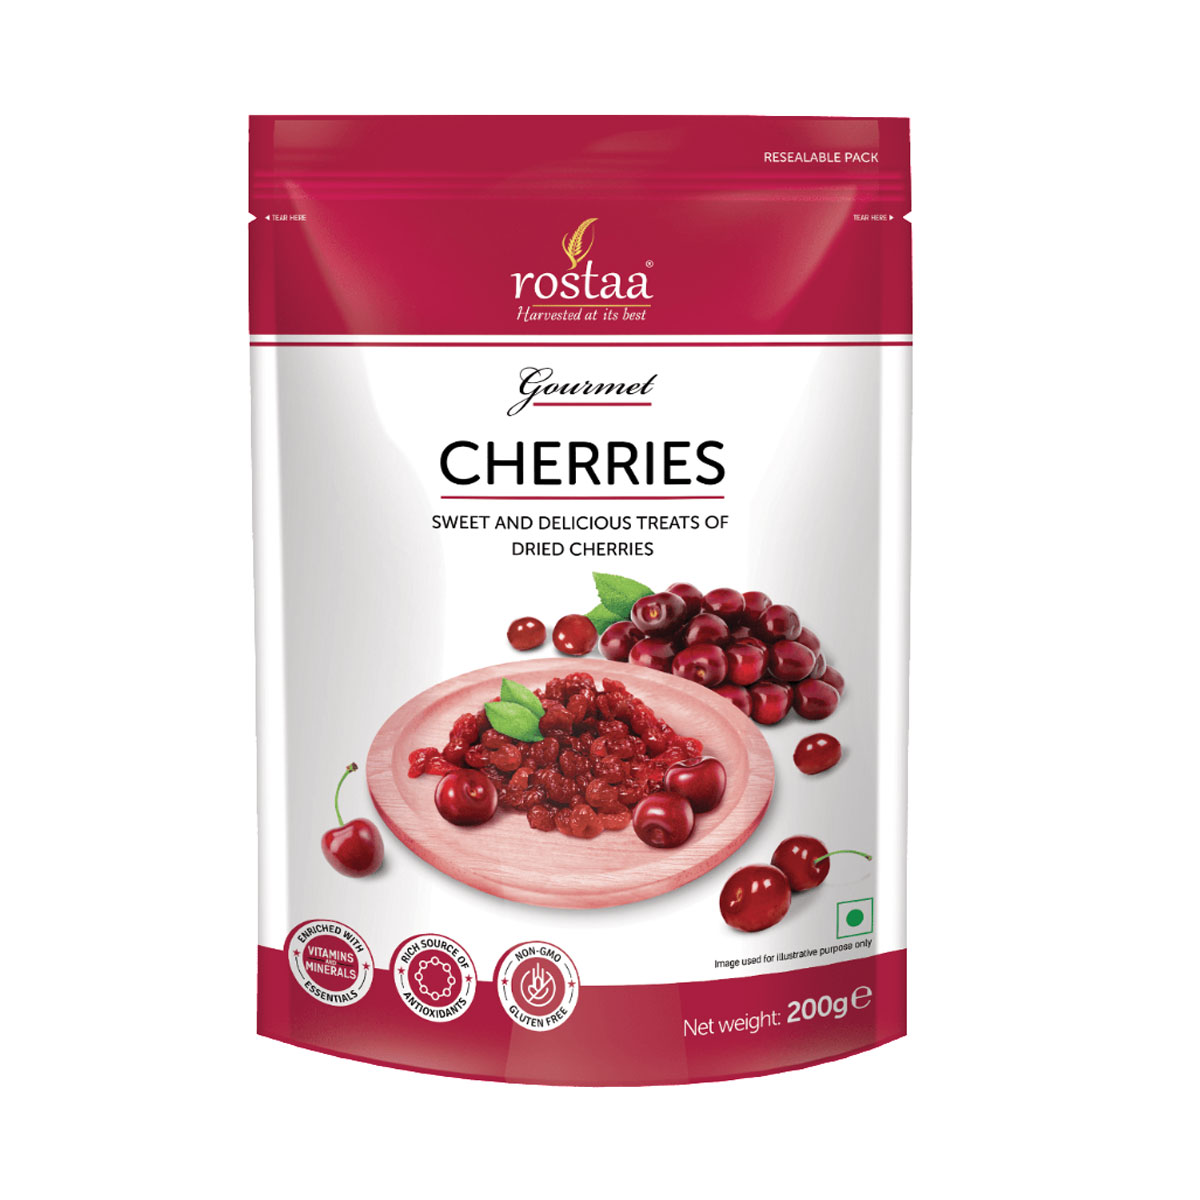 RESEALABLE PACK
TEAR HERE
TEAR HERE
rostaa®
Harvested at its best
Gourmet
CHERRIES
SWEET AND DELICIOUS TREATS OF
DRIED CHERRIES
Image used for illustrative purpose only
ENRICHED WITH
VITAMINS
AND
MINERALS
ESSENTIALS
RICH SOURCE OF
ANTIOXIDANTS
NON-GMO
GLUTEN FREE
Net weight: 200g℮